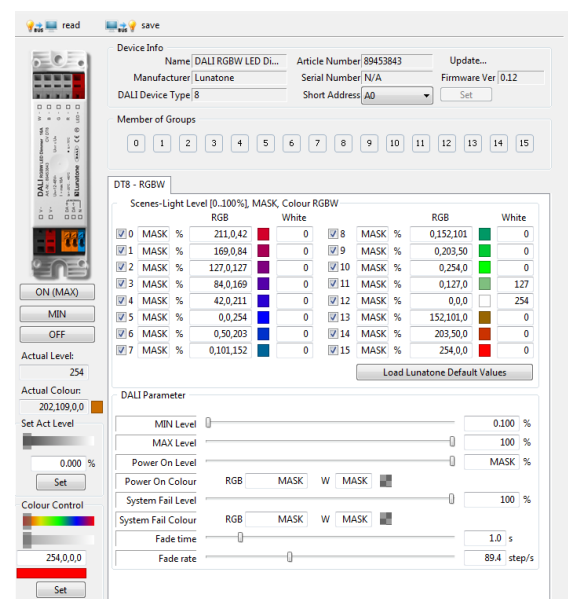 read save
Device Info
Name DALI RGBW LED Di... Article Number 89453843 Update...
Manufacturer Lunatone Serial Number N/A Firmware Ver 0.12
DALI Device Type 8 Short Address A0 Set
Member of Groups
0 1 2 3 4 5 6 7 8 9 10 11 12 13 14 15
DT8 - RGBW
Scenes-Light Level [0..100%], MASK, Colour RGBW
RGB White RGB White
0 MASK % 211,0,42 0 8 MASK % 0,152,101 0
1 MASK % 169,0,84 0 9 MASK % 0,203,50 0
2 MASK % 127,0,127 0 10 MASK % 0,254,0 0
3 MASK % 84,0,169 0 11 MASK % 0,127,0 127
4 MASK % 42,0,211 0 12 MASK % 0,0,0 254
5 MASK % 0,0,254 0 13 MASK % 152,101,0 0
6 MASK % 0,50,203 0 14 MASK % 203,50,0 0
7 MASK % 0,101,152 0 15 MASK % 254,0,0 0
Load Lunatone Default Values
DALI Parameter
MIN Level 0.100 %
MAX Level 100 %
Power On Level MASK %
Power On Colour RGB MASK W MASK
System Fail Level 100 %
System Fail Colour RGB MASK W MASK
Fade time 1.0 s
Fade rate 89.4 step/s
DALI
Lunatone
ON (MAX)
MIN
OFF
Actual Level:
254
Actual Colour:
202,109,0,0
Set Act Level
0.000 %
Set
Colour Control
254,0,0,0
Set